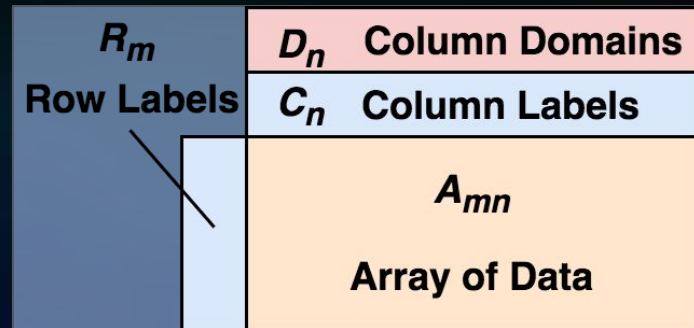 R_m
Row Labels
D_n Column Domains
C_n Column Labels
A_mn
Array of Data